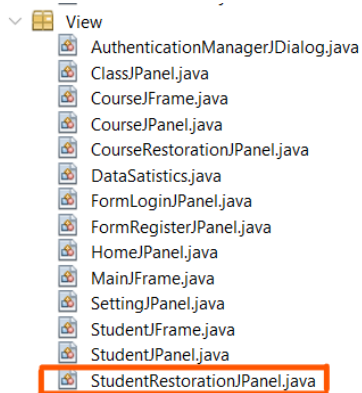 View
AuthenticationManagerJDialog.java
ClassJPanel.java
CourseJFrame.java
CourseJPanel.java
CourseRestorationJPanel.java
DataSatistics.java
FormLoginJPanel.java
FormRegisterJPanel.java
HomeJPanel.java
MainJFrame.java
SettingJPanel.java
StudentJFrame.java
StudentJPanel.java
StudentRestorationJPanel.java